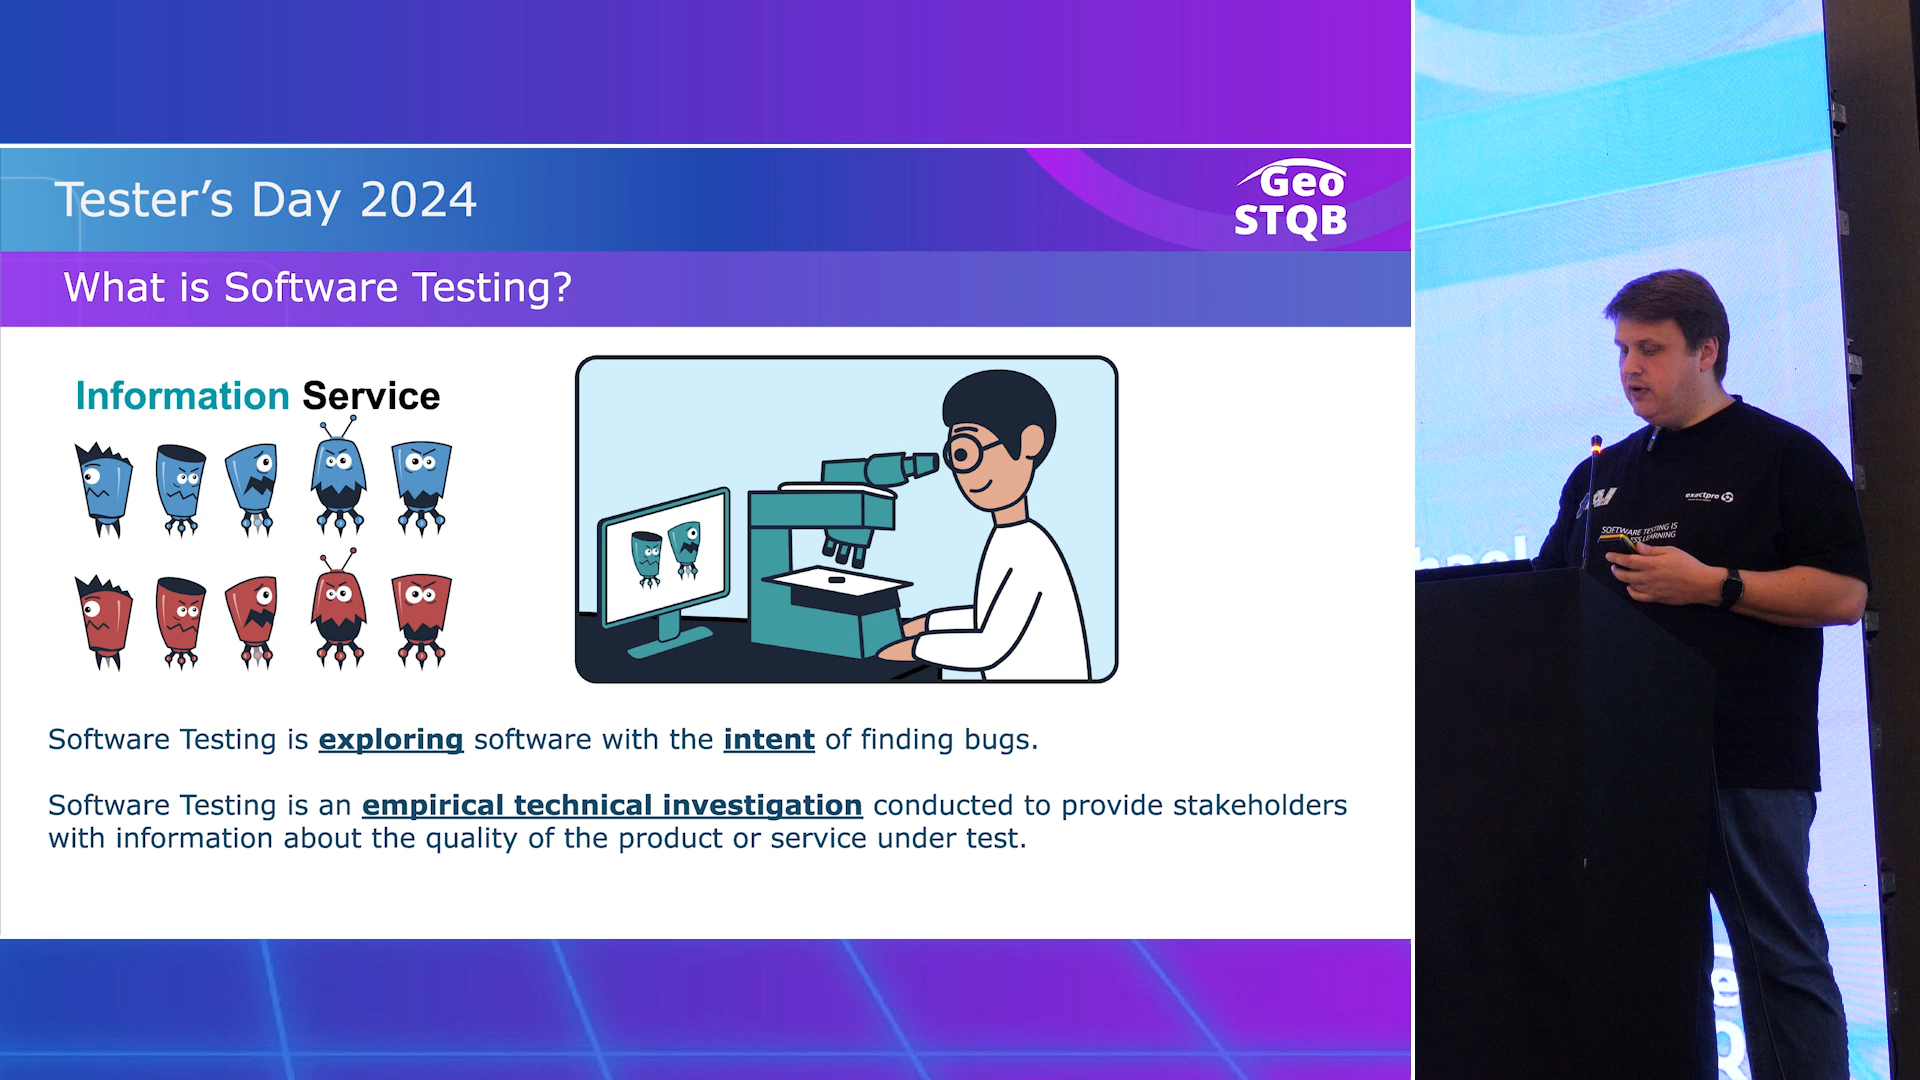 Tester's Day 2024
Geo
STQB
What is Software Testing?
Information Service
Software Testing is exploring software with the intent of finding bugs.
Software Testing is an empirical technical investigation conducted to provide stakeholders
with information about the quality of the product or service under test.
exactpro
SOFTWARE TESTING IS
LEARNING